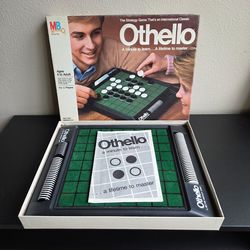 MB
The Strategy Game That's an International Classic
Othello
A minute to learn... A lifetime to master
Ages
Othello
a minute to learn
a lifetime to master
Othello